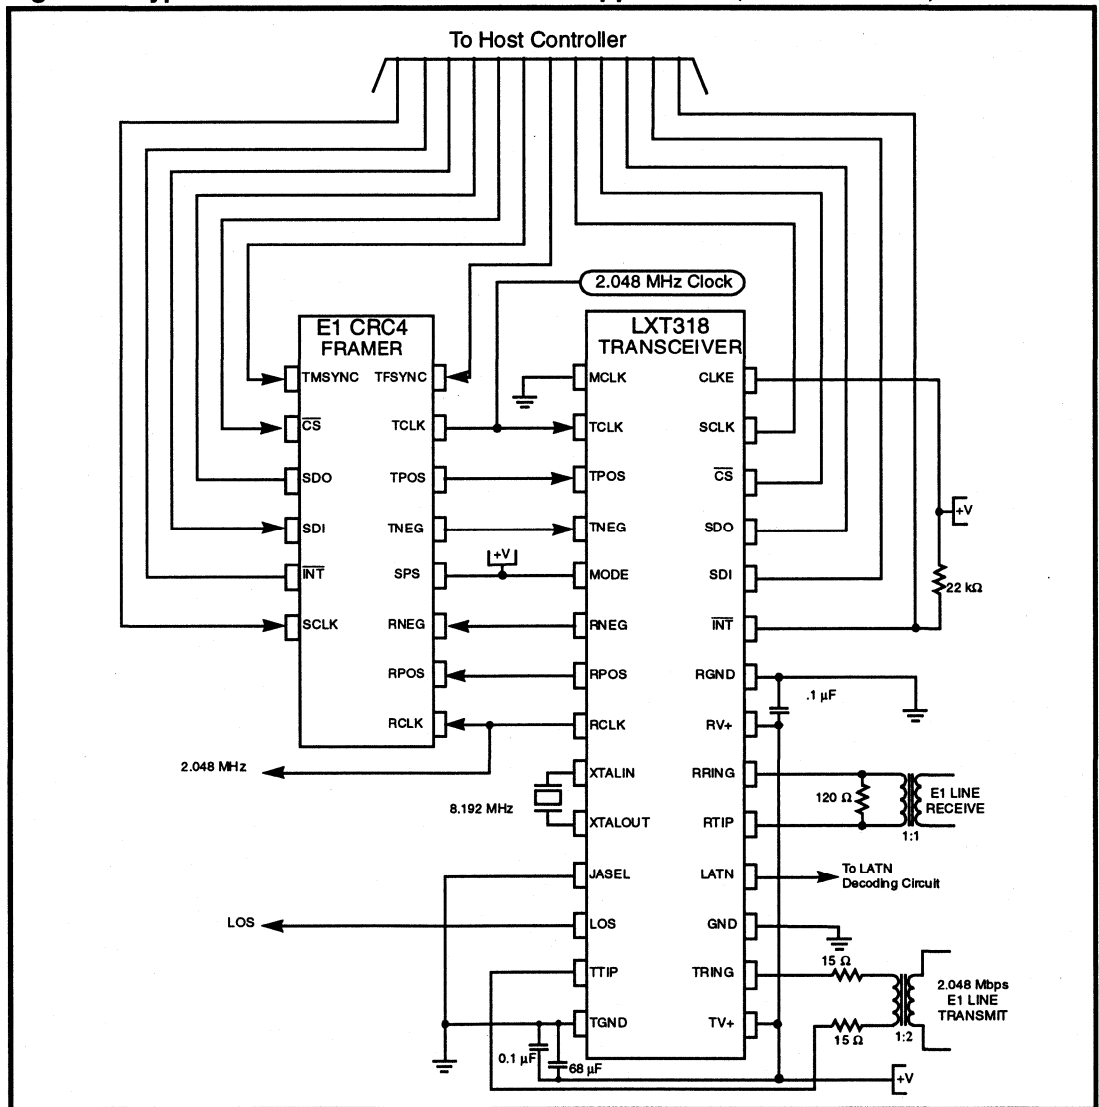 To Host Controller
2.048 MHz Clock
E1 CRC4
FRAMER
TMSYNC
TFSYNC
CS
TCLK
SDO
TPOS
SDI
TNEG
INT
SPS
SCLK
RNEG
RPOS
RCLK
+V
2.048 MHz
8.192 MHz
LOS
LXT318
TRANSCEIVER
MCLK
CLKE
TCLK
SCLK
TPOS
CS
TNEG
SDO
MODE
SDI
RNEG
INT
RPOS
RGND
RCLK
RV+
XTALIN
RRING
XTALOUT
RTIP
JASEL
LATN
LOS
GND
TTIP
TRING
TGND
TV+
+V
22 kΩ
.1 µF
120 Ω
1:1
E1 LINE
RECEIVE
To LATN
Decoding Circuit
15 Ω
15 Ω
1:2
2.048 Mbps
E1 LINE
TRANSMIT
0.1 µF
68 µF
+V